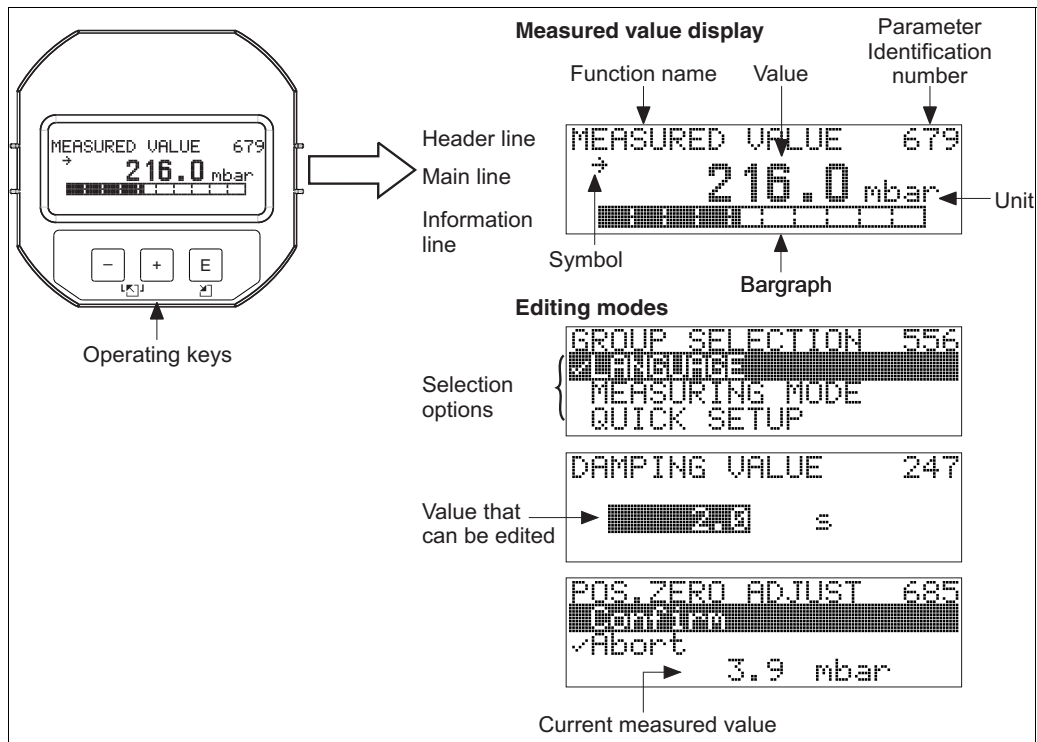 MEASURED VALUE 679
→
216.0 mbar
– + E
Operating keys
Measured value display
Function name
Value
Parameter
Identification
number
Header line
Main line
Information
line
MEASURED VALUE 679
→
216.0 mbar
Unit
Symbol
Bargraph
Editing modes
Selection
options
GROUP SELECTION 556
✓LANGUAGE
MEASURING MODE
QUICK SETUP
Value that
can be edited
DAMPING VALUE 247
2.0 s
POS.ZERO ADJUST 685
Confirm
✓Abort
3.9 mbar
Current measured value